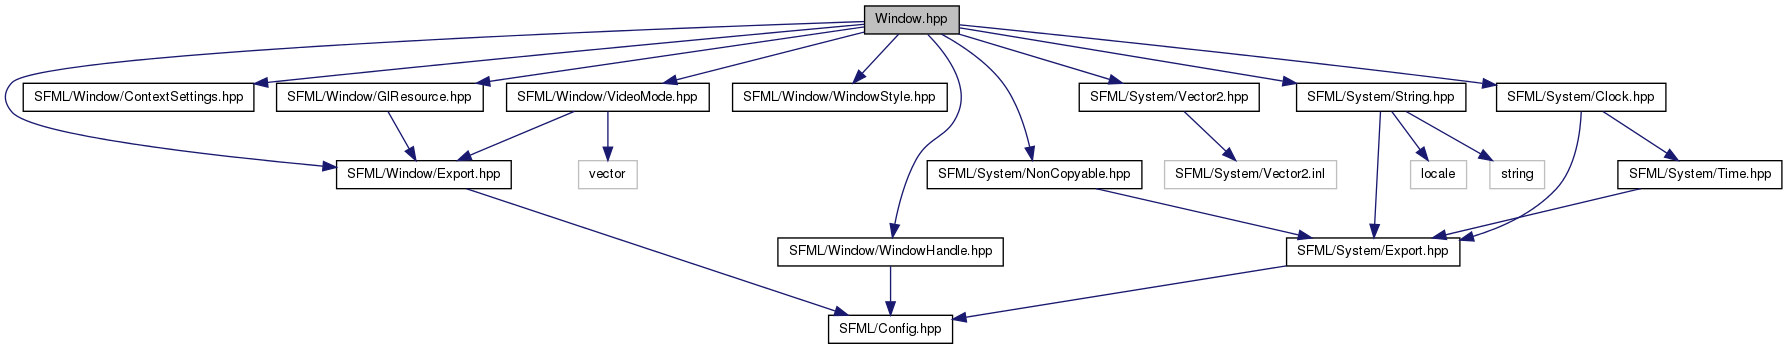 Window.hpp
SFML/Window/ContextSettings.hpp
SFML/Window/GlResource.hpp
SFML/Window/VideoMode.hpp
SFML/Window/WindowStyle.hpp
SFML/System/Vector2.hpp
SFML/System/String.hpp
SFML/System/Clock.hpp
SFML/Window/Export.hpp
vector
SFML/System/NonCopyable.hpp
SFML/System/Vector2.inl
locale
string
SFML/System/Time.hpp
SFML/Window/WindowHandle.hpp
SFML/System/Export.hpp
SFML/Config.hpp